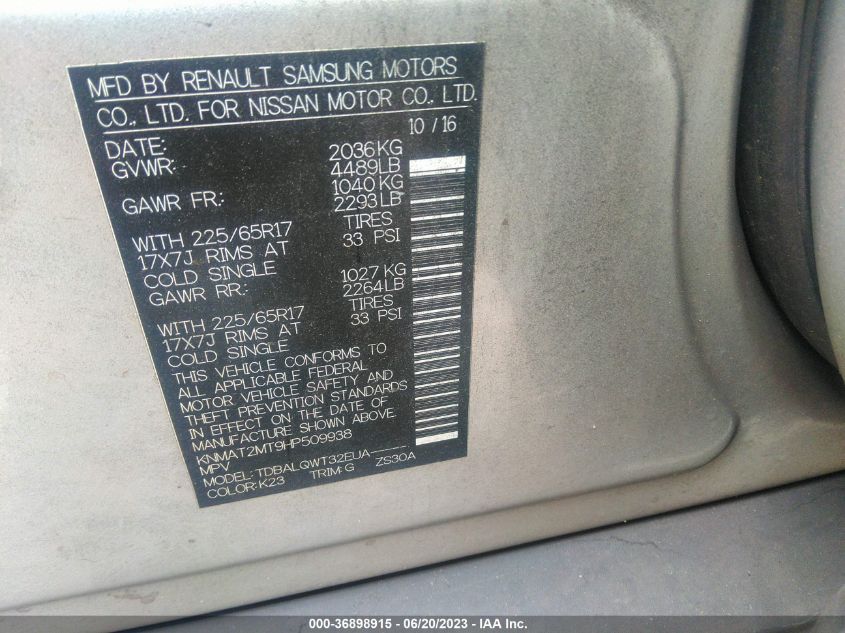 MFD BY RENAULT SAMSUNG MOTORS
CO., LTD. FOR NISSAN MOTOR CO., LTD.
DATE: 10 / 16
GVWR: 2036KG
4489LB
GAWR FR.: 1040 KG
2293LB
WITH 225/65R17 TIRES
17X7J RIMS AT 33 PSI
COLD SINGLE
GAWR RR.: 1027 KG
2264LB
WITH 225/65R17 TIRES
17X7J RIMS AT 33 PSI
COLD SINGLE
THIS VEHICLE CONFORMS TO
ALL APPLICABLE FEDERAL
MOTOR VEHICLE SAFETY AND
THEFT PREVENTION STANDARDS
IN EFFECT ON THE DATE OF
MANUFACTURE SHOWN ABOVE.
KNMAT2MT9HP509938
MPV
MODEL: TDBALQWT32EUA-----
COLOR: K23 TRIM: G ZS30A
000-36898915 - 06/20/2023 - IAA Inc.